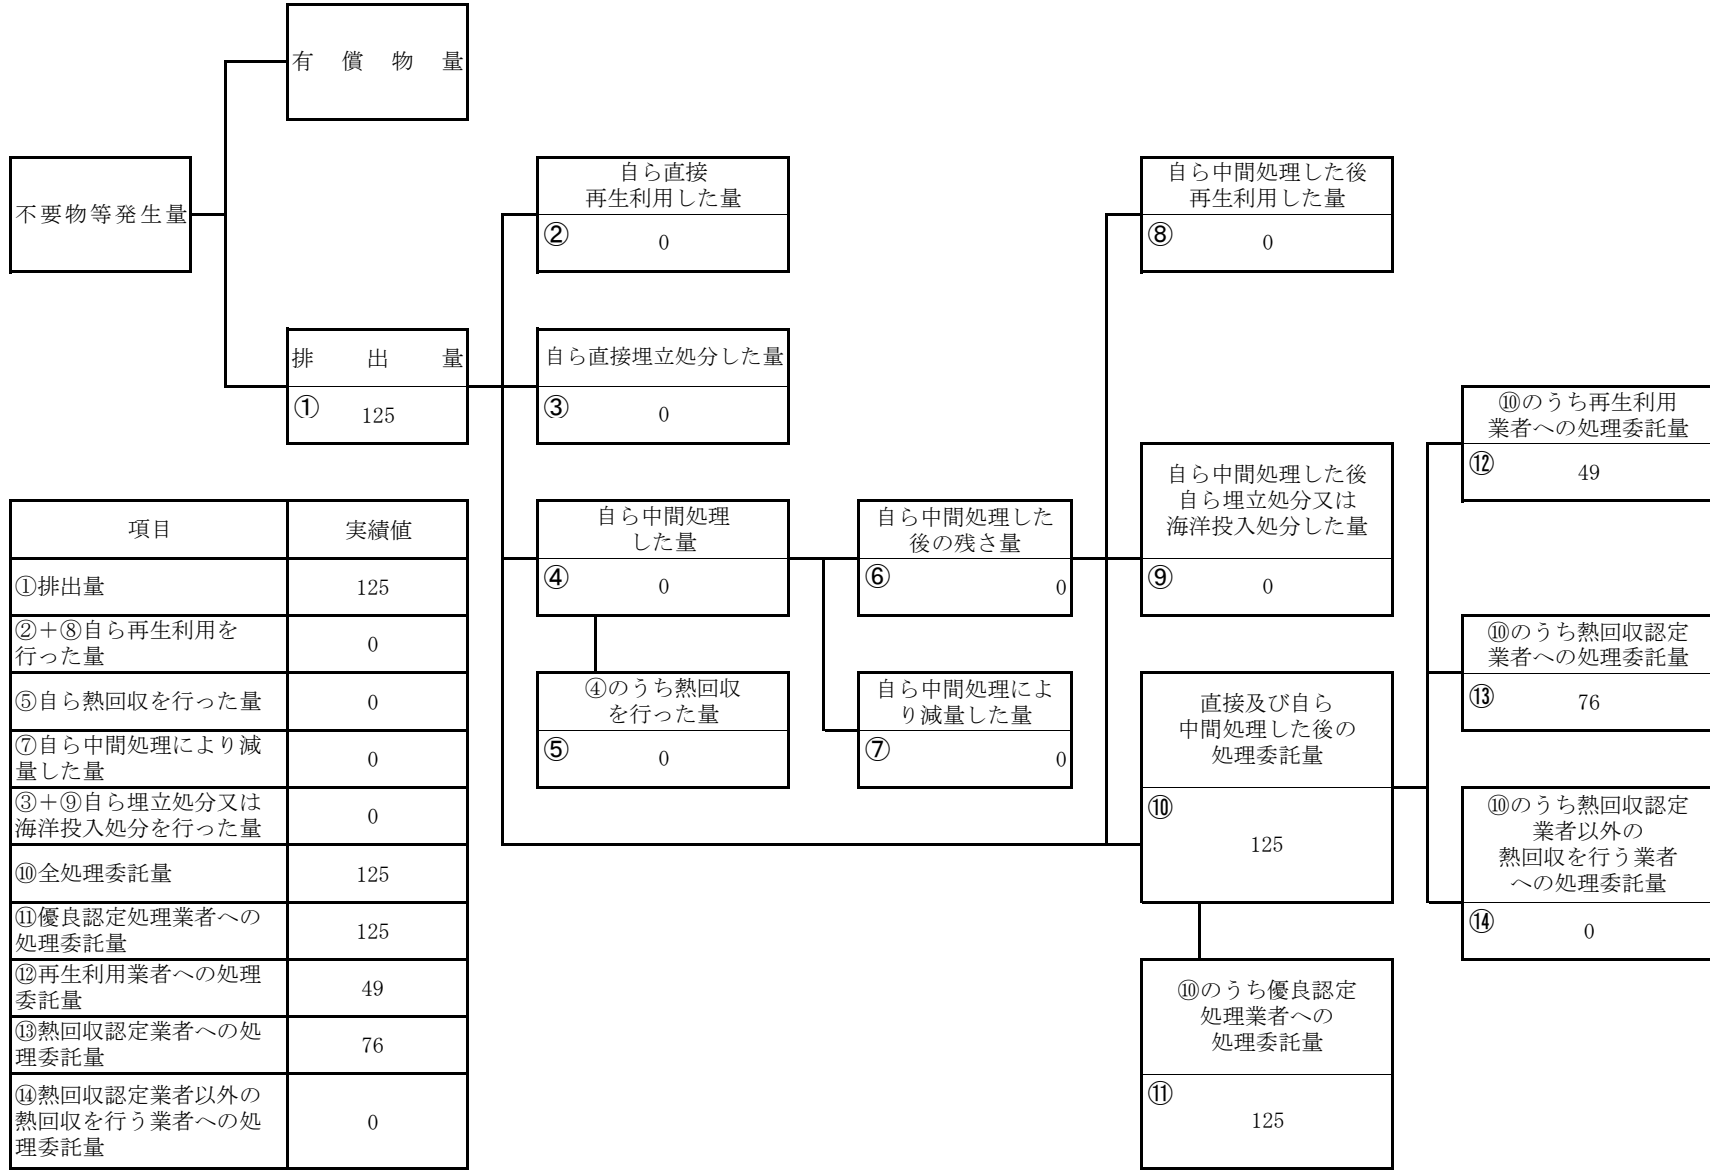 有償物量
不要物等発生量
排出量
① 125
自ら直接
再生利用した量
② 0
自ら直接埋立処分した量
③ 0
自ら中間処理
した量
④ 0
④のうち熱回収
を行った量
⑤ 0
自ら中間処理した
後の残さ量
⑥ 0
自ら中間処理によ
り減量した量
⑦ 0
自ら中間処理した後
再生利用した量
⑧ 0
自ら中間処理した後
自ら埋立処分又は
海洋投入処分した量
⑨ 0
直接及び自ら
中間処理した後の
処理委託量
⑩
125
⑩のうち優良認定
処理業者への
処理委託量
⑪
125
⑩のうち再生利用
業者への処理委託量
⑫ 49
⑩のうち熱回収認定
業者への処理委託量
⑬ 76
⑩のうち熱回収認定
業者以外の
熱回収を行う業者
への処理委託量
⑭ 0
項目 実績値
①排出量 125
②＋⑧自ら再生利用を
行った量 0
⑤自ら熱回収を行った量 0
⑦自ら中間処理により減
量した量 0
③＋⑨自ら埋立処分又は
海洋投入処分を行った量 0
⑩全処理委託量 125
⑪優良認定処理業者への
処理委託量 125
⑫再生利用業者への処理
委託量 49
⑬熱回収認定業者への処
理委託量 76
⑭熱回収認定業者以外の
熱回収を行う業者への処
理委託量 0